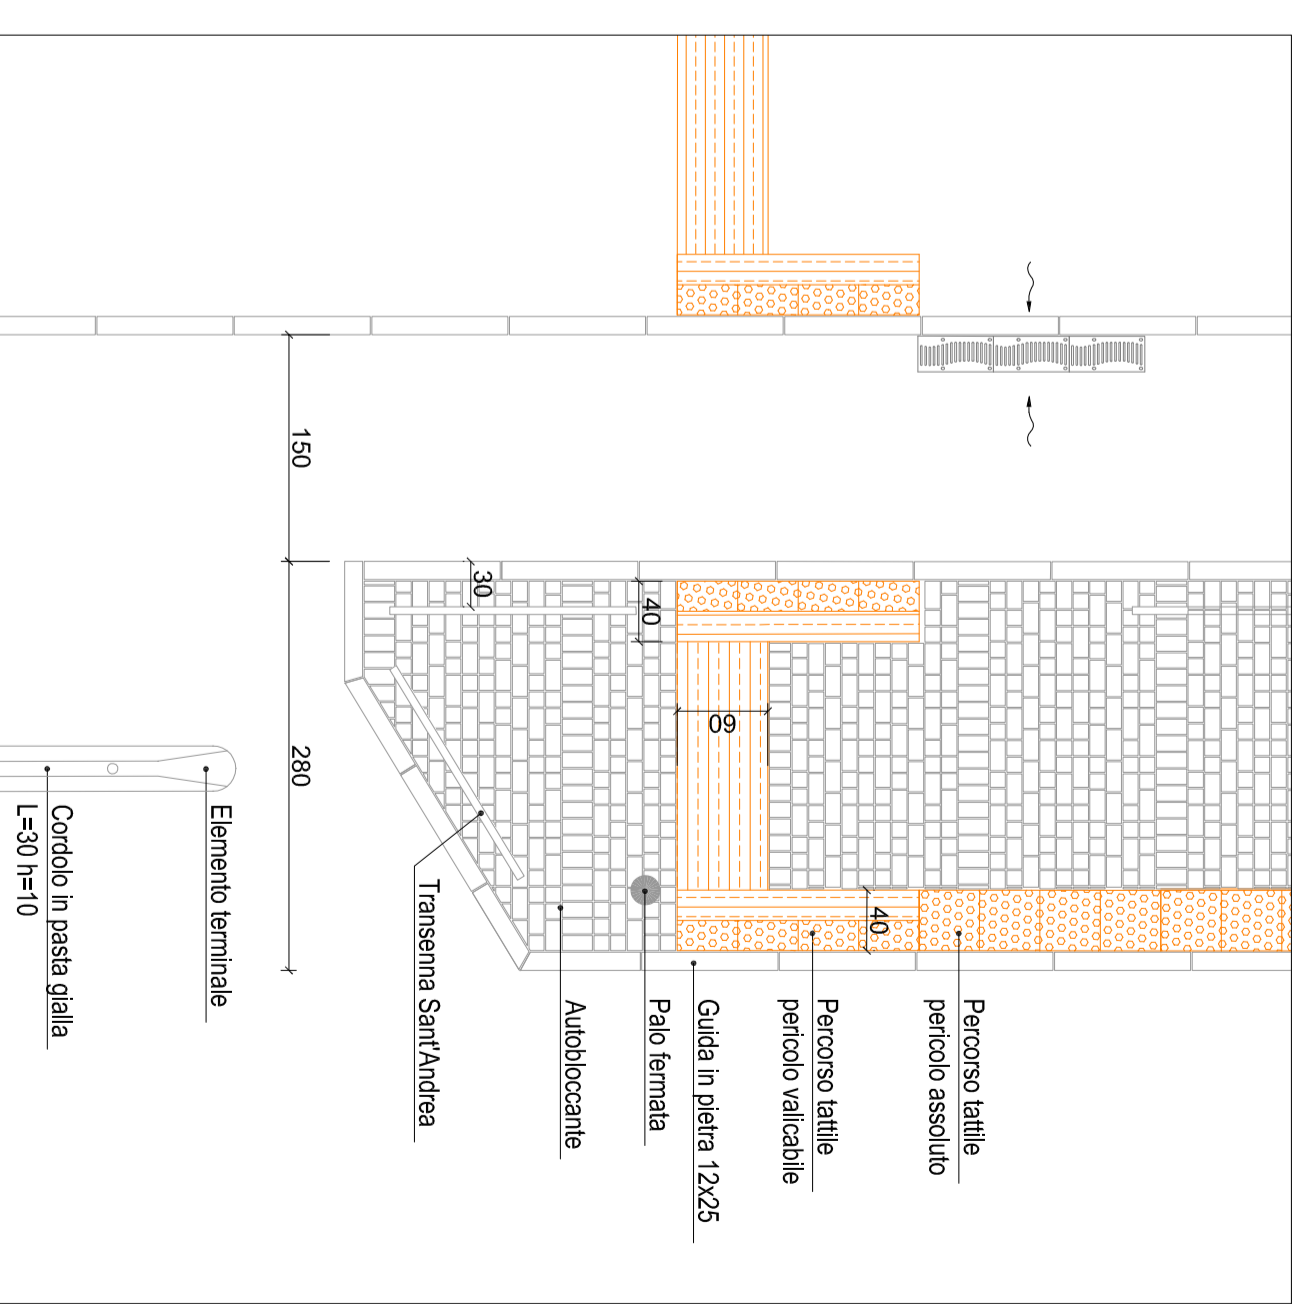 150
280
30
40
60
40
Percorso tattile
pericolo assoluto
Percorso tattile
pericolo valicabile
Guida in pietra 12x25
Palo fermata
Autobloccante
Transenna Sant'Andrea
Elemento terminale
Cordolo in pasta gialla
L=30 h=10